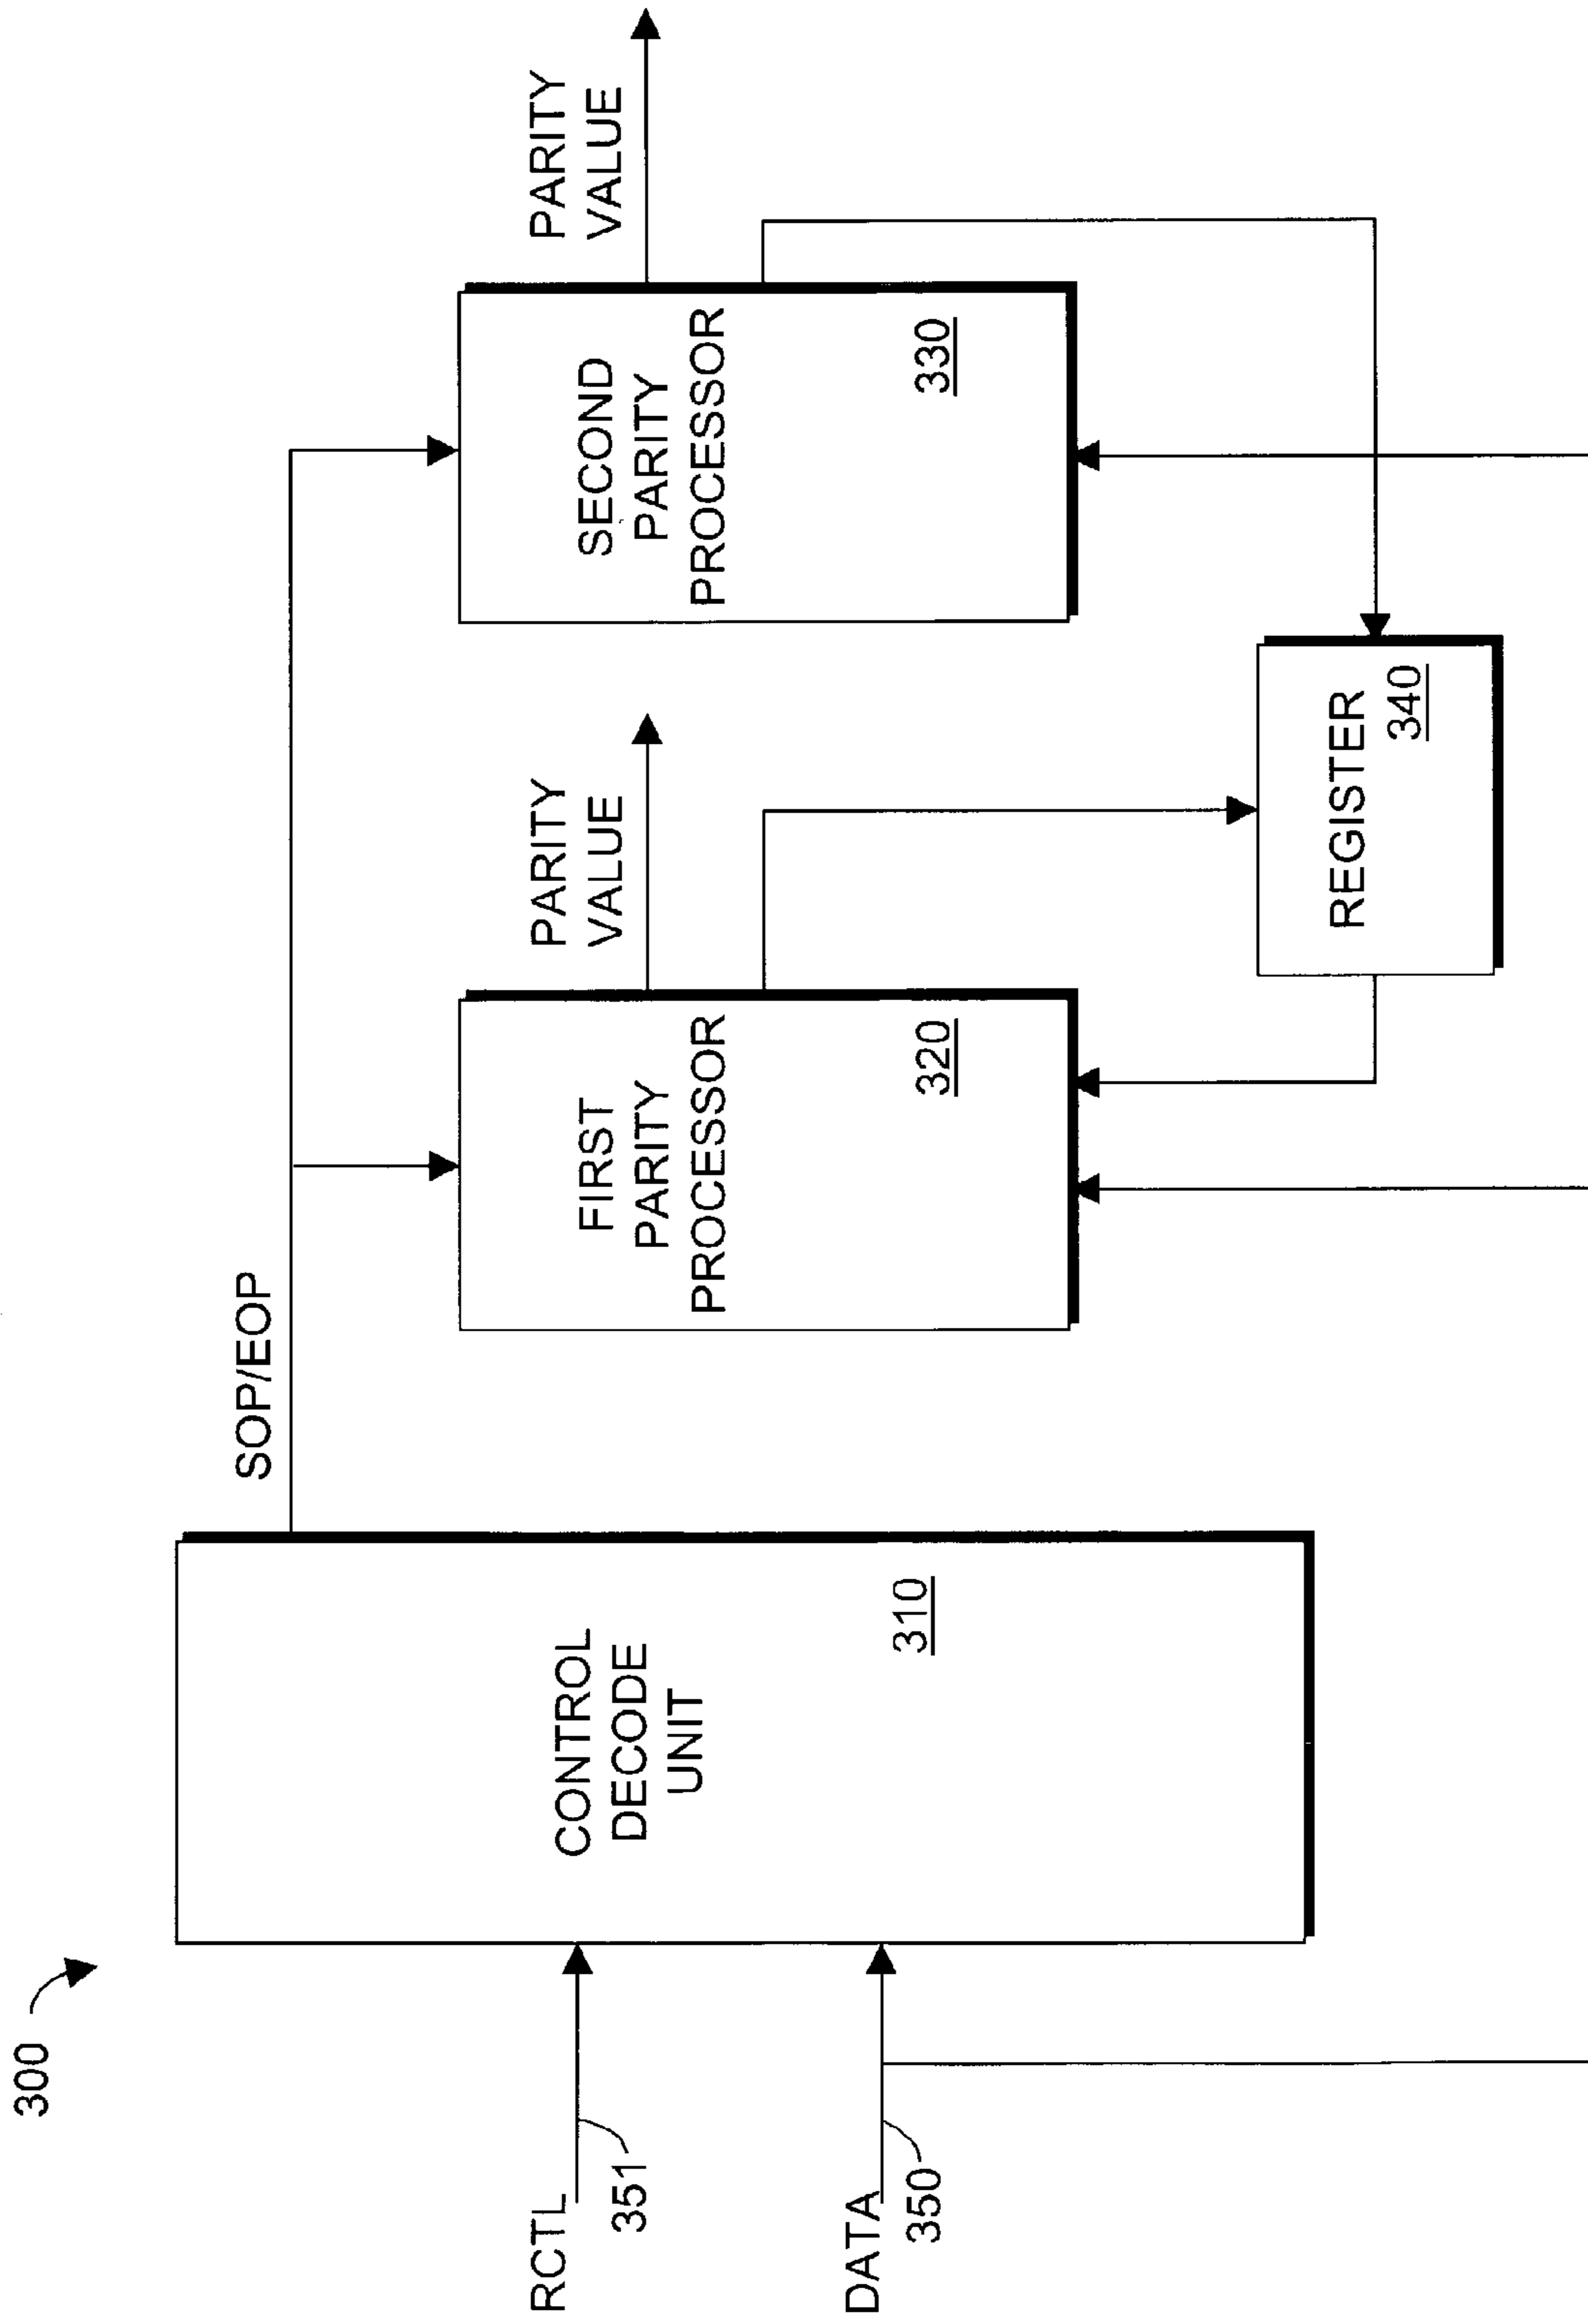 300
RCTL
351
DATA
350
CONTROL
DECODE
UNIT
310
SOP/EOP
FIRST
PARITY
PROCESSOR
320
PARITY
VALUE
REGISTER
340
SECOND
PARITY
PROCESSOR
330
PARITY
VALUE